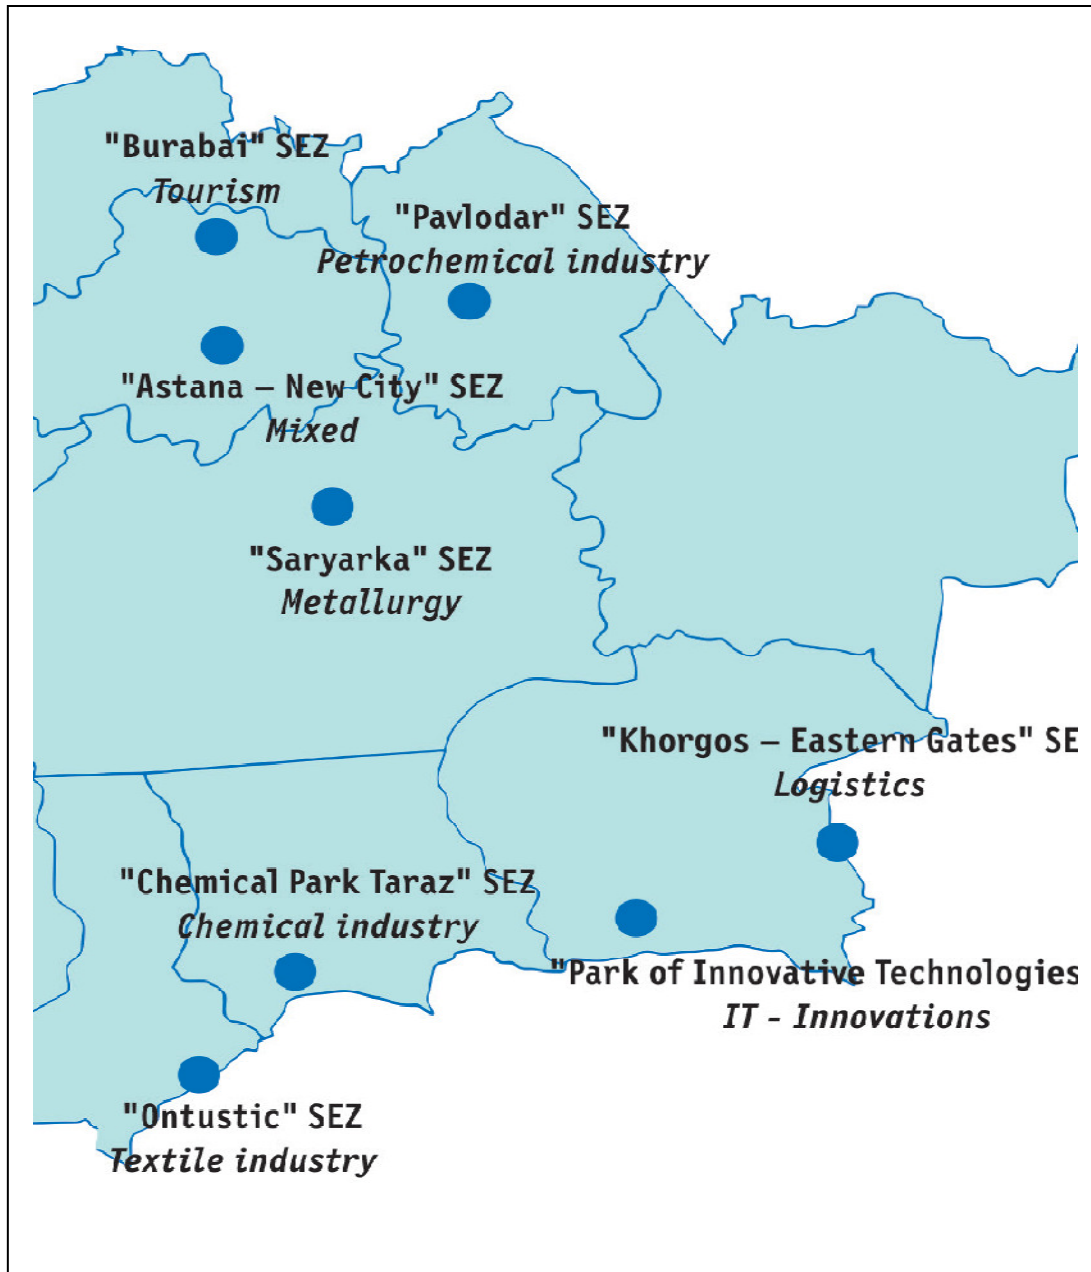 "Burabai" SEZ
Tourism
"Pavlodar" SEZ
Petrochemical industry
"Astana – New City" SEZ
Mixed
"Saryarka" SEZ
Metallurgy
"Khorgos – Eastern Gates" SE
Logistics
"Chemical Park Taraz" SEZ
Chemical industry
"Park of Innovative Technologies
IT - Innovations
"Ontustic" SEZ
Textile industry